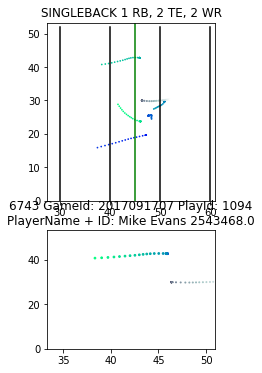 SINGLEBACK 1 RB, 2 TE, 2 WR
50
40
30
20
10
0
30 40 50 60
6743 GameId: 2017091707 PlayId: 1094
PlayerName + ID: Mike Evans 2543468.0
40
20
0
35 40 45 50